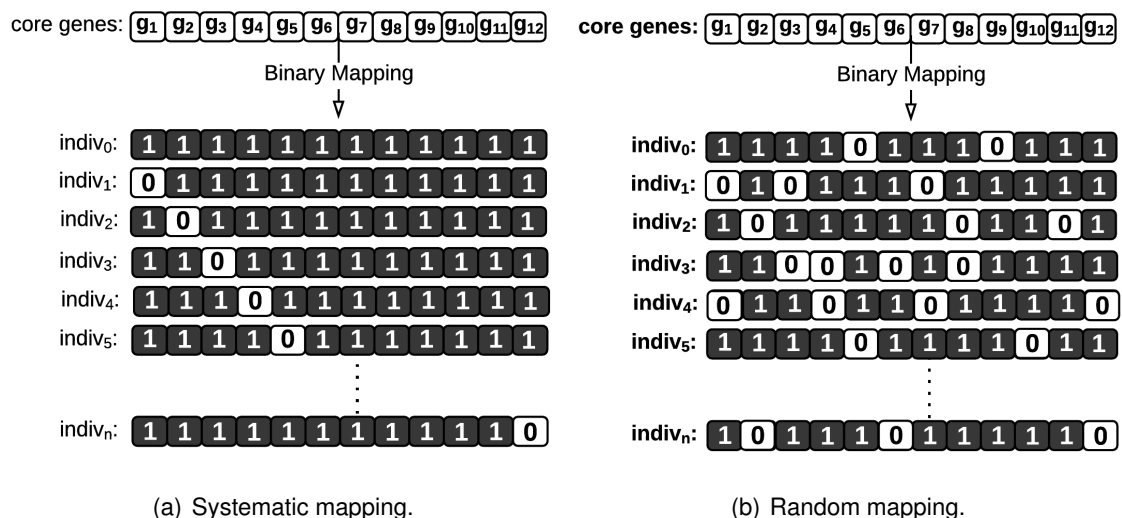 core genes: g1 g2 g3 g4 g5 g6 g7 g8 g9 g10 g11 g12
Binary Mapping
indiv0: 1 1 1 1 1 1 1 1 1 1 1 1
indiv1: 0 1 1 1 1 1 1 1 1 1 1 1
indiv2: 1 0 1 1 1 1 1 1 1 1 1 1
indiv3: 1 1 0 1 1 1 1 1 1 1 1 1
indiv4: 1 1 1 0 1 1 1 1 1 1 1 1
indiv5: 1 1 1 1 0 1 1 1 1 1 1 1
indivn: 1 1 1 1 1 1 1 1 1 1 1 0
(a) Systematic mapping.
core genes: g1 g2 g3 g4 g5 g6 g7 g8 g9 g10 g11 g12
Binary Mapping
indiv0: 1 1 1 1 0 1 1 1 0 1 1 1
indiv1: 0 1 0 1 1 1 0 1 1 1 1 1
indiv2: 1 0 1 1 1 1 1 0 1 1 0 1
indiv3: 1 1 0 0 1 0 1 0 1 1 1 1
indiv4: 0 1 1 0 1 1 0 1 1 1 1 0
indiv5: 1 1 1 1 0 1 1 1 1 0 1 1
indivn: 1 0 1 1 1 0 1 1 1 1 1 0
(b) Random mapping.